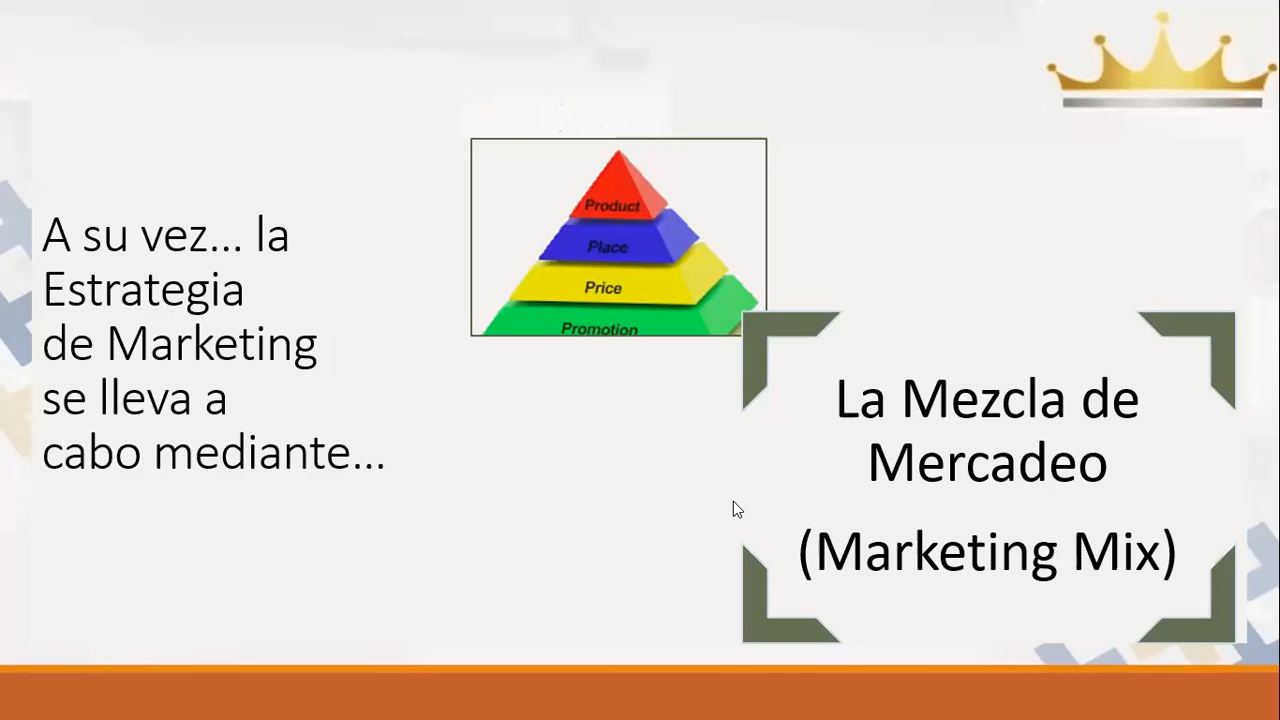 A su vez... la
Estrategia
de Marketing
se lleva a
cabo mediante...
Product
Place
Price
Promotion
La Mezcla de
Mercadeo
(Marketing Mix)